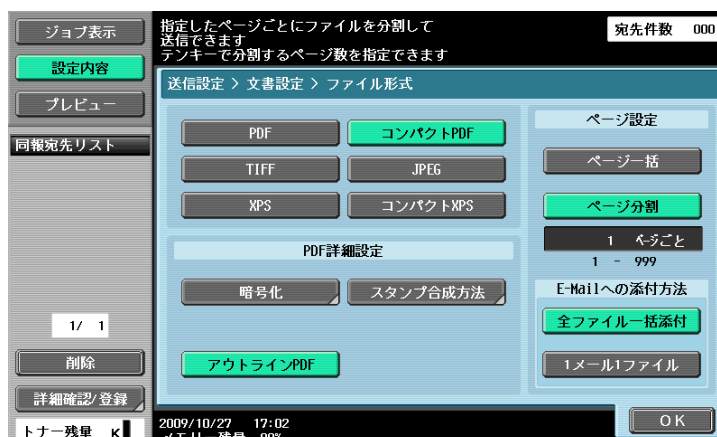 ジョブ表示
設定内容
プレビュー
同報宛先リスト
1/ 1
削除
詳細確認/登録
トナー残量 K
指定したページごとにファイルを分割して
送信できます
テンキーで分割するページ数を指定できます
宛先件数 000
送信設定 > 文書設定 > ファイル形式
PDF
コンパクトPDF
TIFF
JPEG
XPS
コンパクトXPS
PDF詳細設定
暗号化
スタンプ合成方法
アウトラインPDF
ページ設定
ページ一括
ページ分割
1 ページごと
1 - 999
E-Mailへの添付方法
全ファイル一括添付
1メール1ファイル
2009/10/27 17:02
メモリー残量 99%
OK